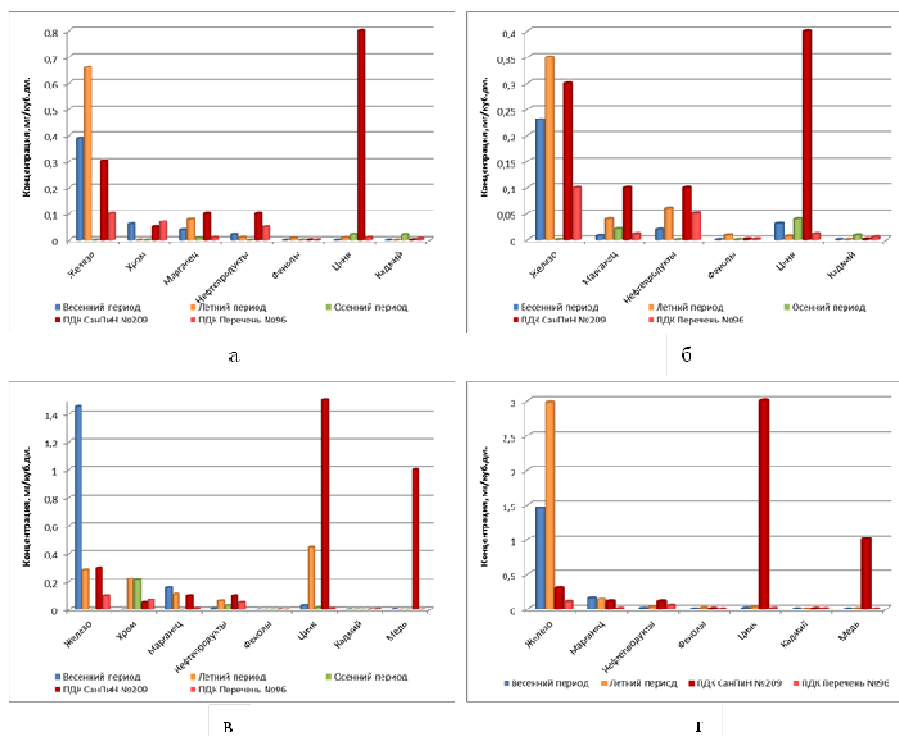 0,8
0,7
0,6
0,5
0,4
0,3
0,2
0,1
0
Концентрация, мг/куб.дм.
Железо
Хром
Марганец
Нефтепродукты
Фенолы
Цинк
Кадмий
Весенний период
Летний период
Осенний период
ПДК СанПиН №209
ПДК Перечень №96
а
0,4
0,35
0,3
0,25
0,2
0,15
0,1
0,05
0
Концентрация, мг/куб.дм.
Железо
Марганец
Нефтепродукты
Фенолы
Цинк
Кадмий
Весенний период
Летний период
Осенний период
ПДК СанПиН №209
ПДК Перечень №96
б
1,4
1,2
1
0,8
0,6
0,4
0,2
0
Концентрация, мг/куб.дм.
Железо
Хром
Марганец
Нефтепродукты
Фенолы
Цинк
Кадмий
Медь
Весенний период
Летний период
Осенний период
ПДК СанПиН №209
ПДК Перечень №96
в
3
2,5
2
1,5
1
0,5
0
Концентрация, мг/куб.дм.
Железо
Марганец
Нефтепродукты
Фенолы
Цинк
Кадмий
Медь
Весенний период
Летний период
ПДК СанПиН №209
ПДК Перечень №96
г